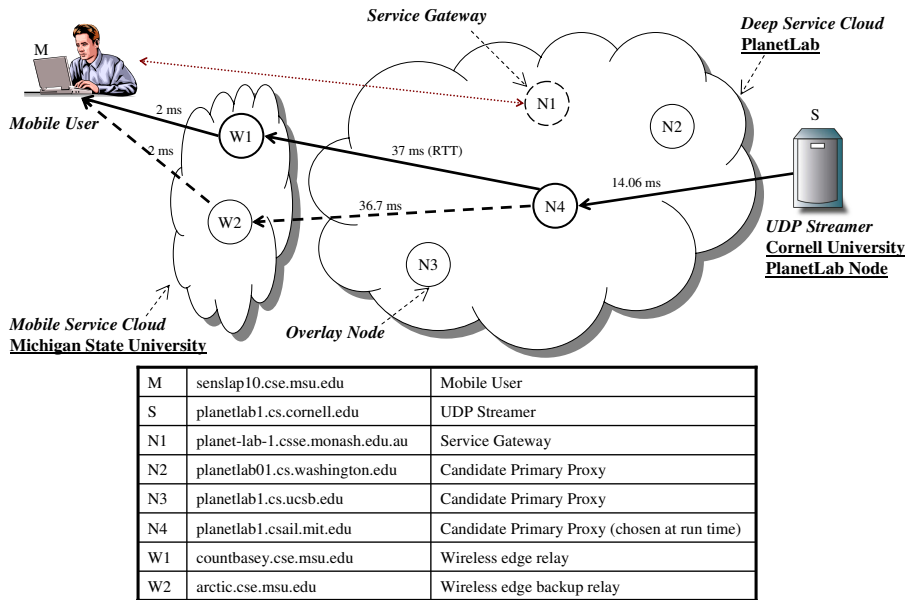 Service Gateway
Deep Service Cloud
PlanetLab
M
N1
N2
S
2 ms
Mobile User
W1
37 ms (RTT)
2 ms
14.06 ms
36.7 ms
N4
W2
UDP Streamer
Cornell University
PlanetLab Node
N3
Overlay Node
Mobile Service Cloud
Michigan State University
M senslap10.cse.msu.edu Mobile User
S planetlab1.cs.cornell.edu UDP Streamer
N1 planet-lab-1.csse.monash.edu.au Service Gateway
N2 planetlab01.cs.washington.edu Candidate Primary Proxy
N3 planetlab1.cs.ucsb.edu Candidate Primary Proxy
N4 planetlab1.csail.mit.edu Candidate Primary Proxy (chosen at run time)
W1 countbasey.cse.msu.edu Wireless edge relay
W2 arctic.cse.msu.edu Wireless edge backup relay